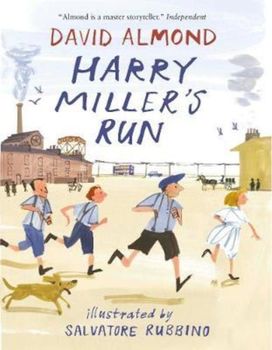 "Almond is a master storyteller." Independent
DAVID ALMOND
HARRY
MILLER'S
RUN
illustrated by
SALVATORE RUBBINO